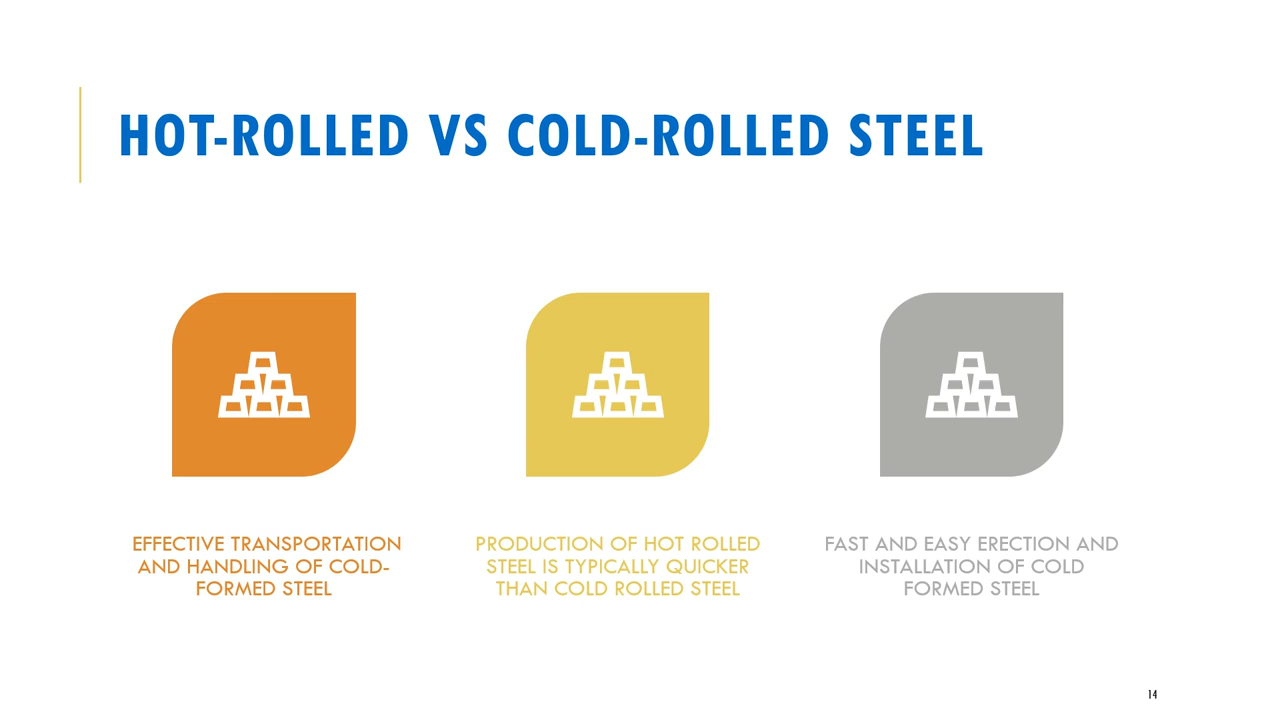 HOT-ROLLED VS COLD-ROLLED STEEL
EFFECTIVE TRANSPORTATION
AND HANDLING OF COLD-
FORMED STEEL
PRODUCTION OF HOT ROLLED
STEEL IS TYPICALLY QUICKER
THAN COLD ROLLED STEEL
FAST AND EASY ERECTION AND
INSTALLATION OF COLD
FORMED STEEL
14